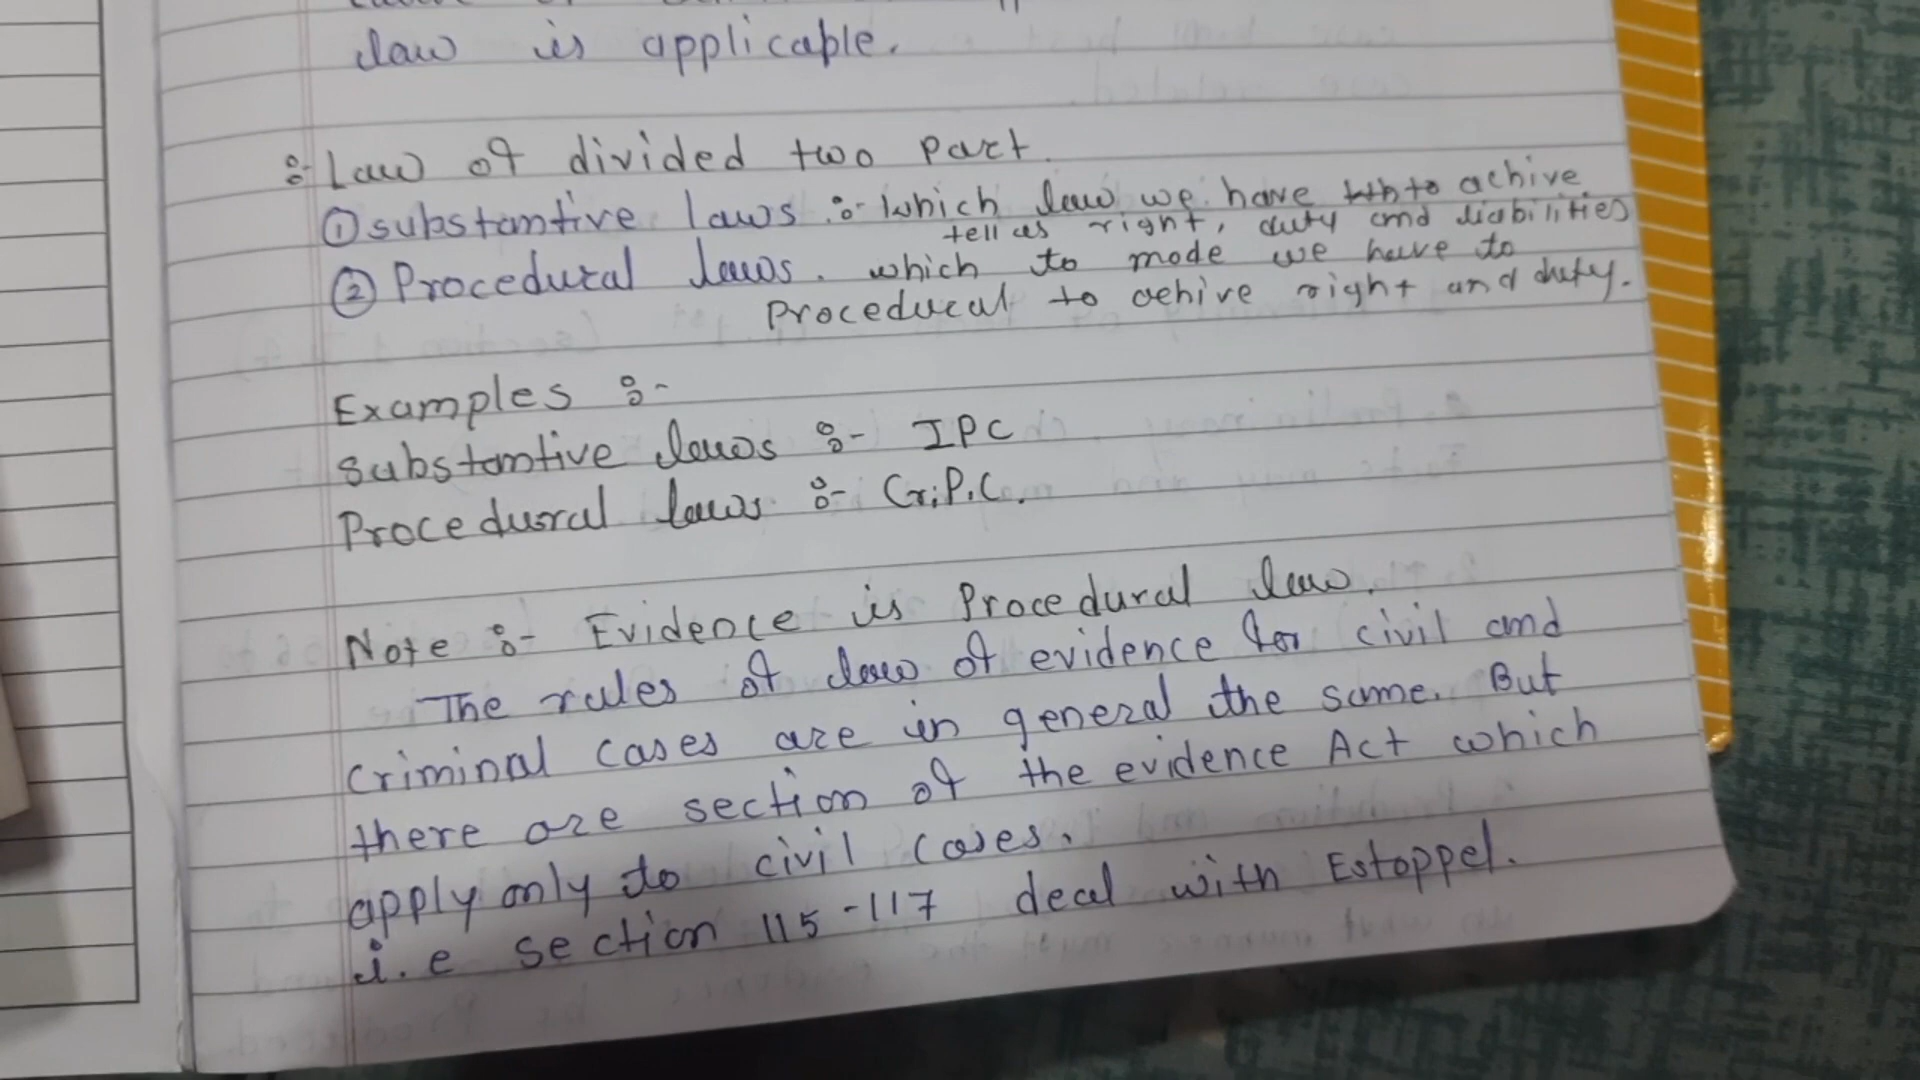 law is applicable.
:- Law of divided two part.
① substantive laws :- which law we have to achive
tell us right, duty and liabilities
② Procedural laws. which to mode we have to
Procedural to achive right and duty.
Examples :-
substantive laws :- IPC
Procedural laws :- Cr.P.C.
Note :- Evidence is Procedural law.
The rules of law of evidence for civil and
criminal cases are in general the same. But
there are section of the evidence Act which
apply only to civil cases.
i.e section 115-117 deal with Estoppel.